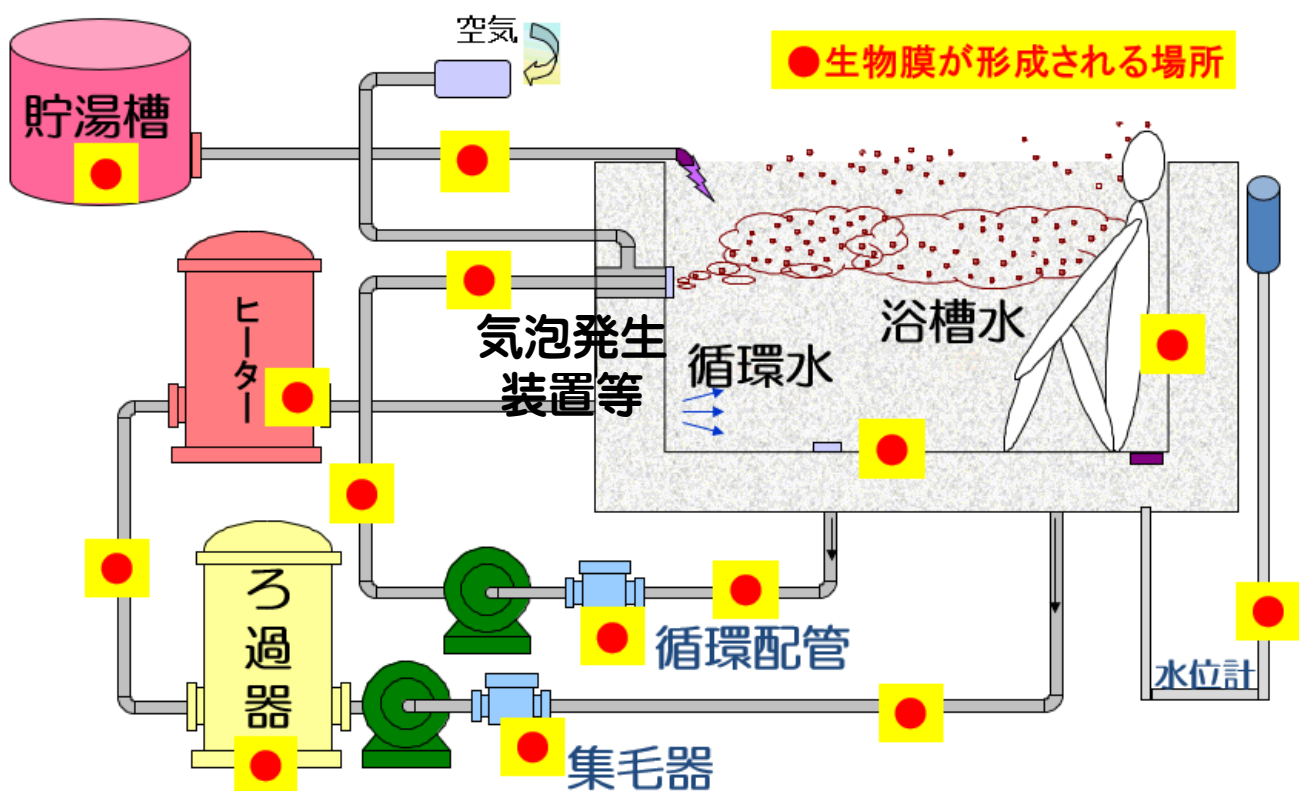 空気
●生物膜が形成される場所
貯湯槽
ヒーター
気泡発生
装置等
循環水
浴槽水
ろ過器
循環配管
水位計
集毛器